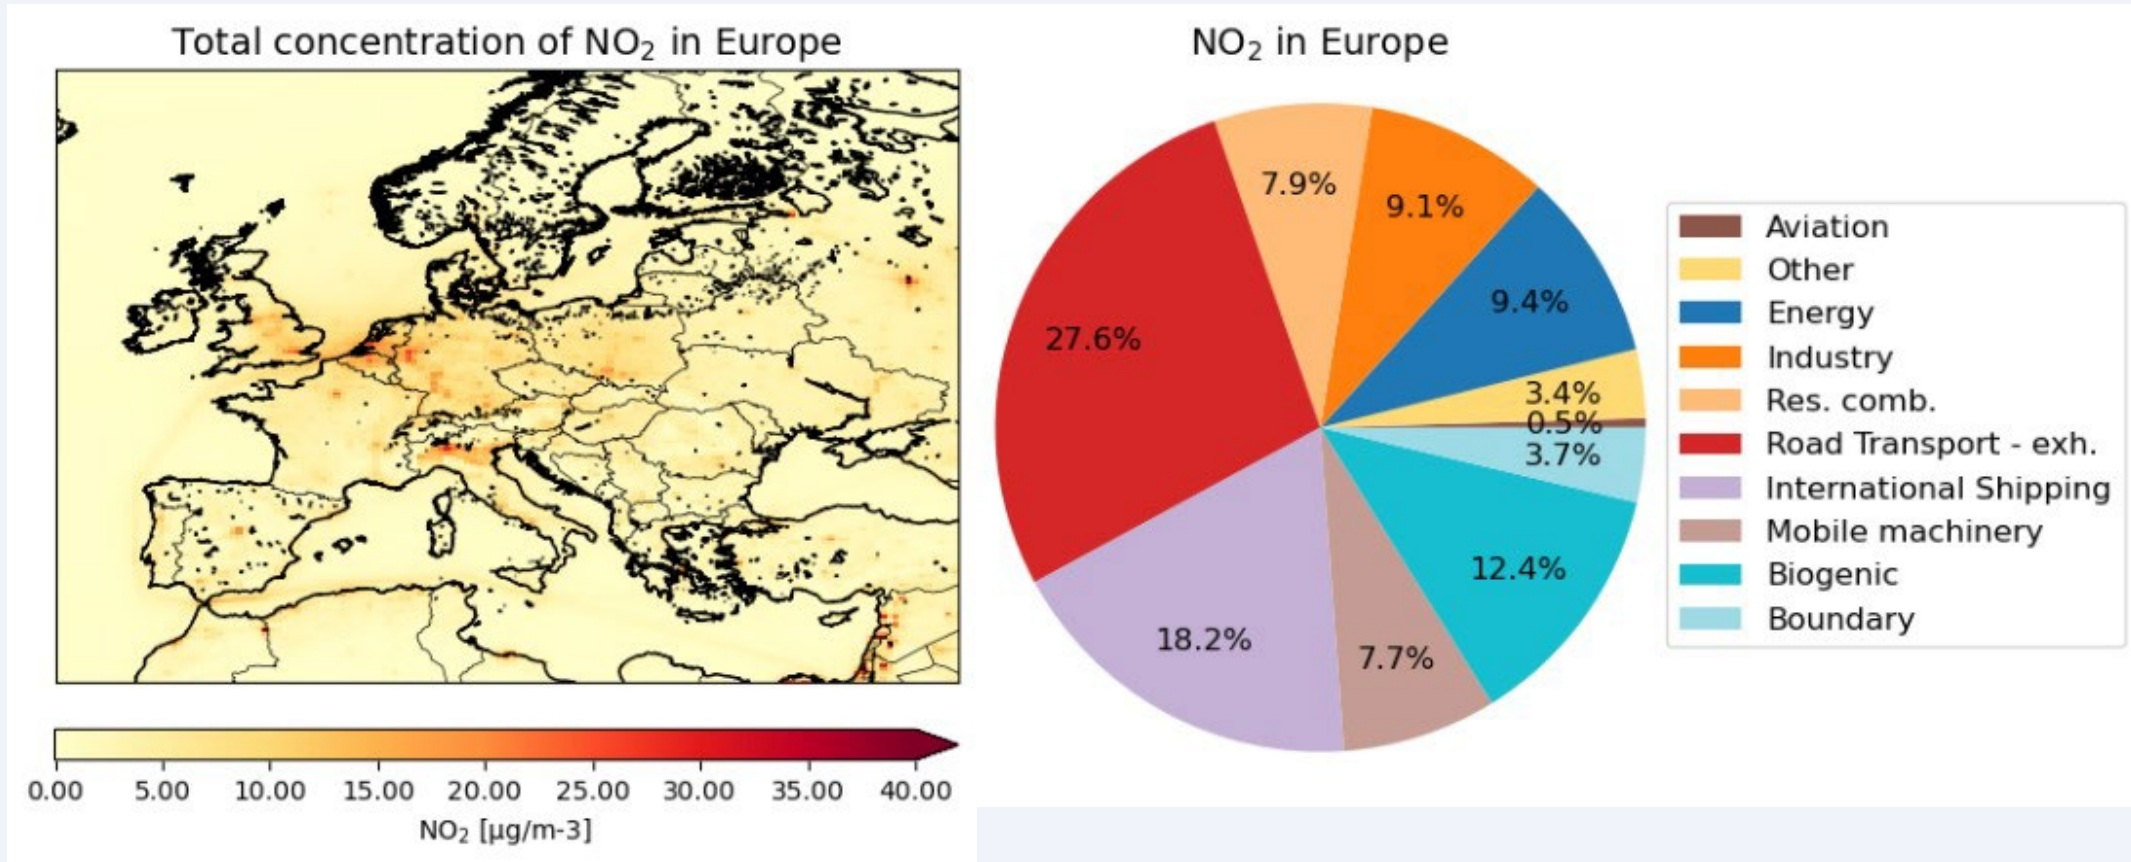 Total concentration of NO₂ in Europe
0.00 5.00 10.00 15.00 20.00 25.00 30.00 35.00 40.00
NO₂ [µg/m-3]
NO₂ in Europe
7.9%
9.1%
9.4%
27.6%
3.4%
0.5%
3.7%
12.4%
18.2%
7.7%
Aviation
Other
Energy
Industry
Res. comb.
Road Transport - exh.
International Shipping
Mobile machinery
Biogenic
Boundary